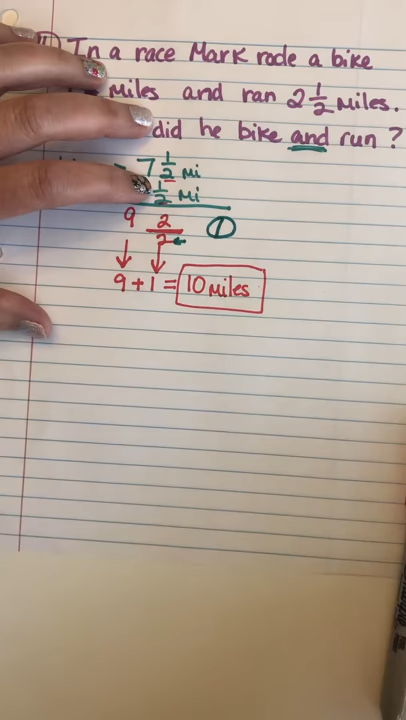 In a race Mark rode a bike
miles and ran 2 1/2 miles.
did he bike and run?
7 1/2 mi
1/2 mi
9 2/2 1
9 + 1 = 10 miles